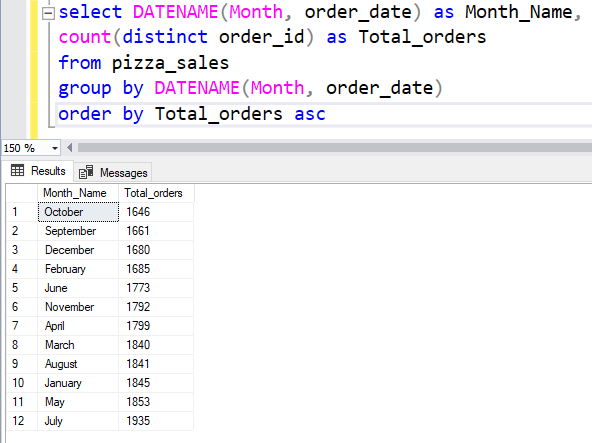 select DATENAME(Month, order_date) as Month_Name,
count(distinct order_id) as Total_orders
from pizza_sales
group by DATENAME(Month, order_date)
order by Total_orders asc
150 %
Results Messages
Month_Name Total_orders
1 October 1646
2 September 1661
3 December 1680
4 February 1685
5 June 1773
6 November 1792
7 April 1799
8 March 1840
9 August 1841
10 January 1845
11 May 1853
12 July 1935